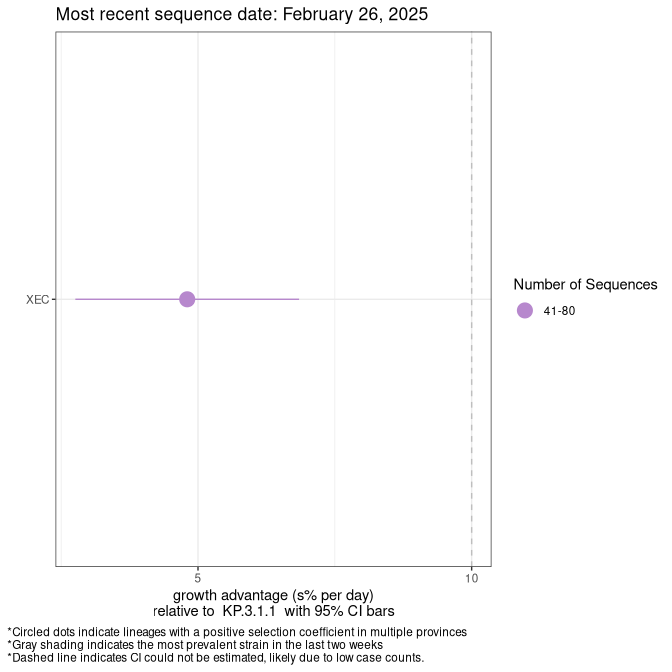 Most recent sequence date: February 26, 2025
XEC
Number of Sequences
41-80
5 10
growth advantage (s% per day)
relative to  KP.3.1.1  with 95% CI bars
*Circled dots indicate lineages with a positive selection coefficient in multiple provinces
*Gray shading indicates the most prevalent strain in the last two weeks
*Dashed line indicates CI could not be estimated, likely due to low case counts.